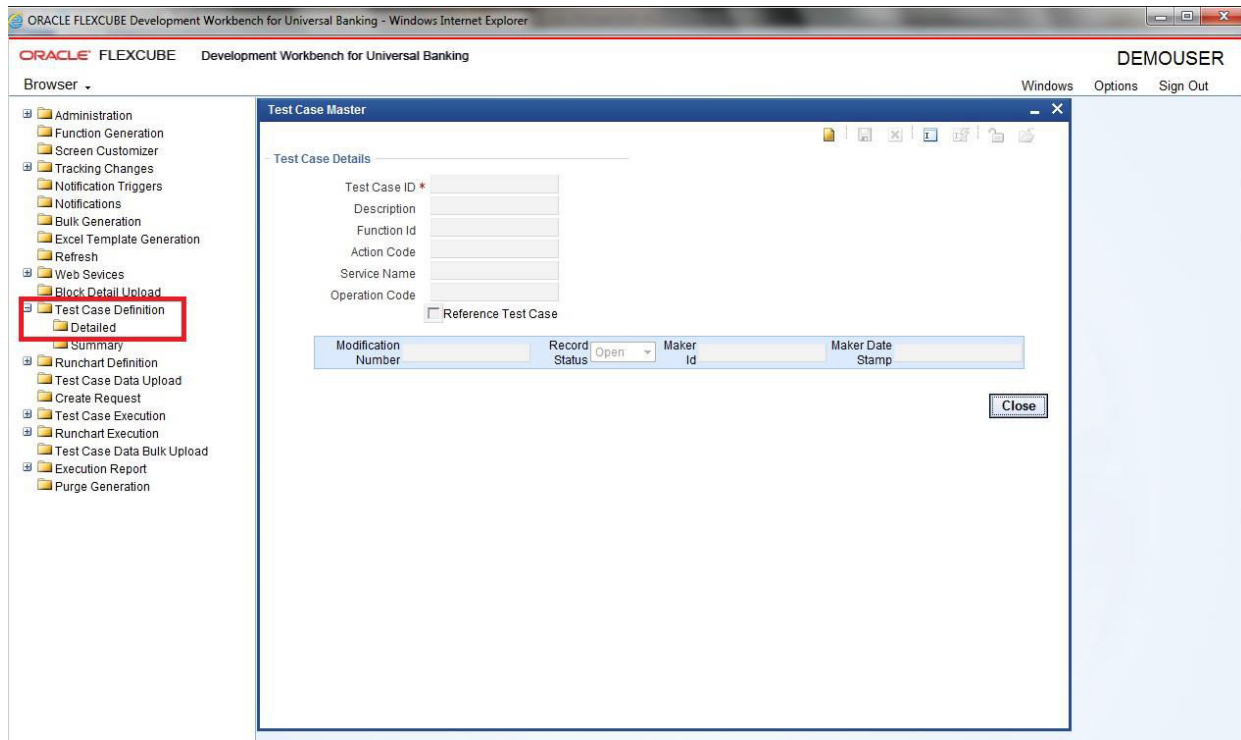 ORACLE FLEXCUBE Development Workbench for Universal Banking - Windows Internet Explorer
ORACLE FLEXCUBE Development Workbench for Universal Banking
DEMOUSER
Browser
Windows Options Sign Out
Administration
Function Generation
Screen Customizer
Tracking Changes
Notification Triggers
Notifications
Bulk Generation
Excel Template Generation
Refresh
Web Sevices
Block Detail Upload
Test Case Definition
Detailed
Summary
Runchart Definition
Test Case Data Upload
Create Request
Test Case Execution
Runchart Execution
Test Case Data Bulk Upload
Execution Report
Purge Generation
Test Case Master
Test Case Details
Test Case ID *
Description
Function Id
Action Code
Service Name
Operation Code
Reference Test Case
Modification Number
Record Status Open
Maker Id
Maker Date Stamp
Close